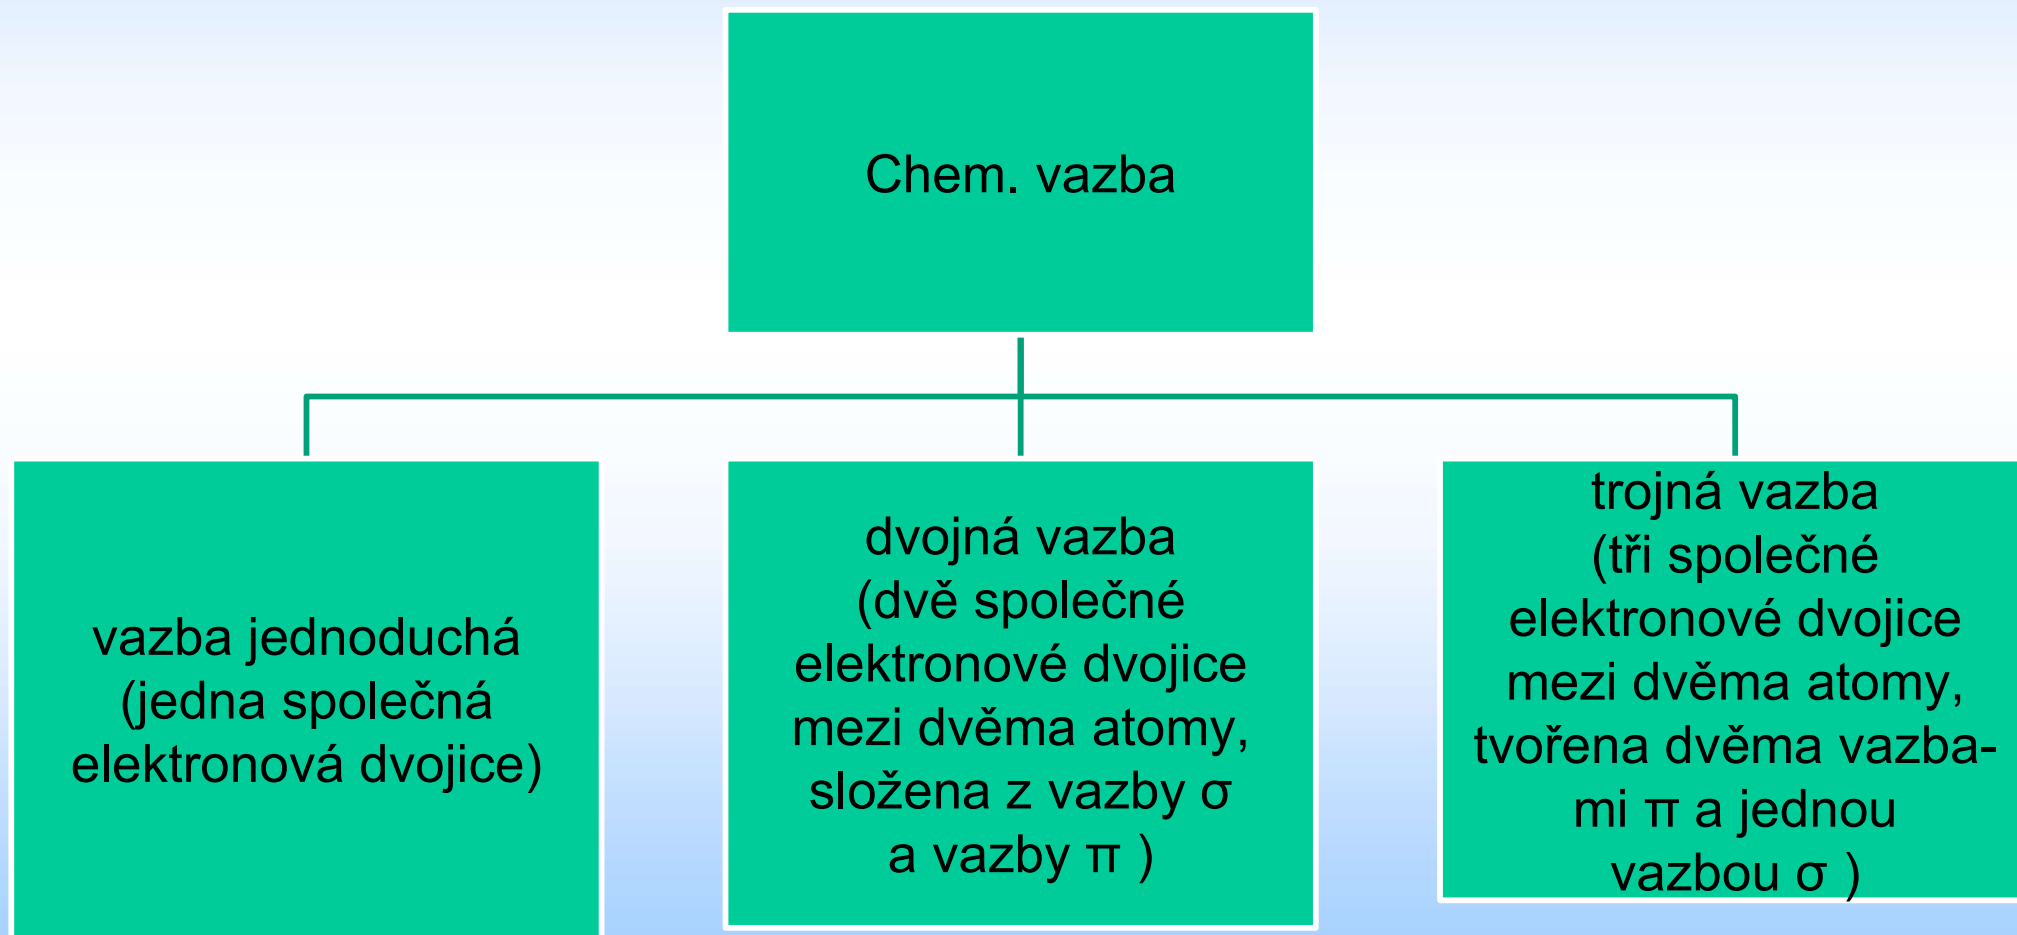 Chem. vazba
vazba jednoduchá
(jedna společná
elektronová dvojice)
dvojná vazba
(dvě společné
elektronové dvojice
mezi dvěma atomy,
složena z vazby σ
a vazby π )
trojná vazba
(tři společné
elektronové dvojice
mezi dvěma atomy,
tvořena dvěma vazba-
mi π a jednou
vazbou σ )